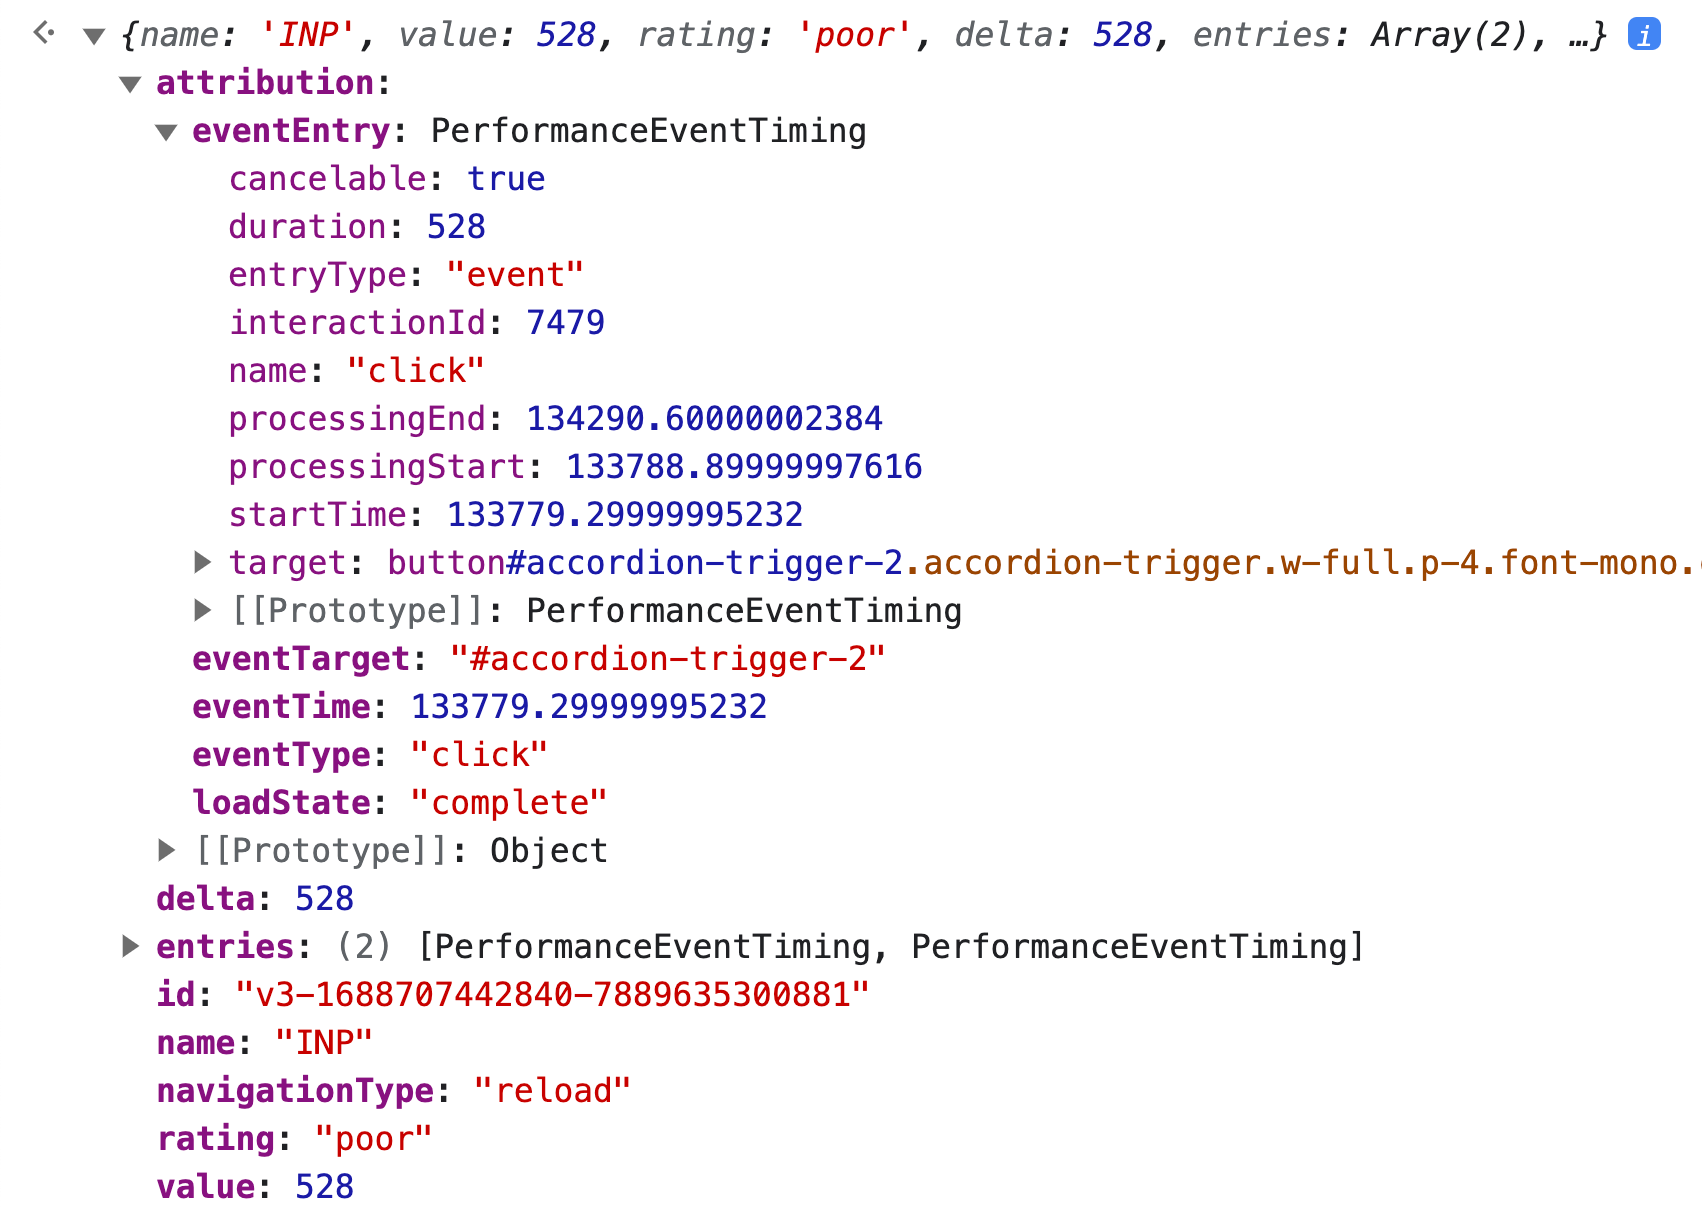 {name: 'INP', value: 528, rating: 'poor', delta: 528, entries: Array(2), …} i
attribution:
eventEntry: PerformanceEventTiming
cancelable: true
duration: 528
entryType: "event"
interactionId: 7479
name: "click"
processingEnd: 134290.60000002384
processingStart: 133788.89999997616
startTime: 133779.29999995232
target: button#accordion-trigger-2.accordion-trigger.w-full.p-4.font-mono.
[[Prototype]]: PerformanceEventTiming
eventTarget: "#accordion-trigger-2"
eventTime: 133779.29999995232
eventType: "click"
loadState: "complete"
[[Prototype]]: Object
delta: 528
entries: (2) [PerformanceEventTiming, PerformanceEventTiming]
id: "v3-1688707442840-7889635300881"
name: "INP"
navigationType: "reload"
rating: "poor"
value: 528